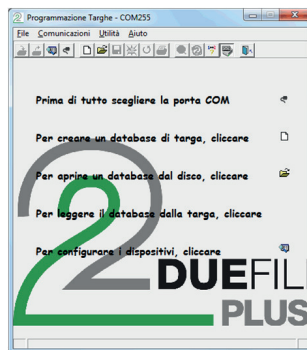 Programmazione Targhe - COM255
File Comunicazioni Utilità Aiuto
Prima di tutto scegliere la porta COM
Per creare un database di targa, cliccare
Per aprire un database dal disco, cliccare
Per leggere il database dalla targa, cliccare
Per configurare i dispositivi, cliccare
2
DUEFIL
PLUS